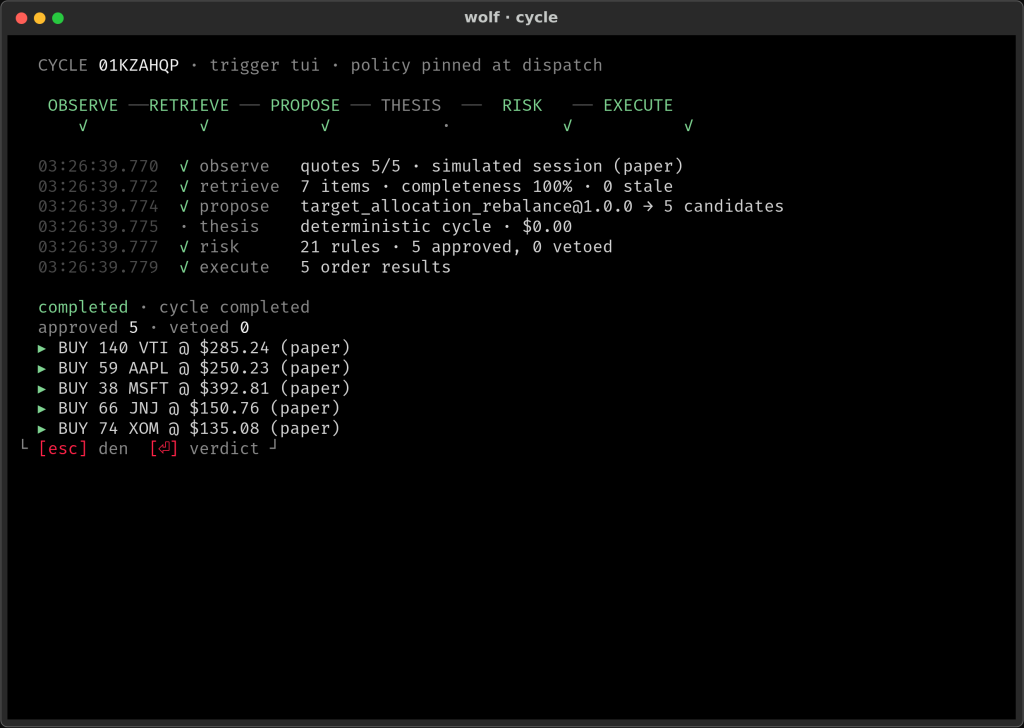 wolf · cycle
CYCLE 01KZAHQP · trigger tui · policy pinned at dispatch
OBSERVE ── RETRIEVE ── PROPOSE ── THESIS ── RISK ── EXECUTE
√ √ √ · √ √
03:26:39.770 √ observe quotes 5/5 · simulated session (paper)
03:26:39.772 √ retrieve 7 items · completeness 100% · 0 stale
03:26:39.774 √ propose target_allocation_rebalance@1.0.0 → 5 candidates
03:26:39.775 · thesis deterministic cycle · $0.00
03:26:39.777 √ risk 21 rules · 5 approved, 0 vetoed
03:26:39.779 √ execute 5 order results
completed · cycle completed
approved 5 · vetoed 0
▸ BUY 140 VTI @ $285.24 (paper)
▸ BUY 59 AAPL @ $250.23 (paper)
▸ BUY 38 MSFT @ $392.81 (paper)
▸ BUY 66 JNJ @ $150.76 (paper)
▸ BUY 74 XOM @ $135.08 (paper)
└ [esc] den [⏎] verdict ┘